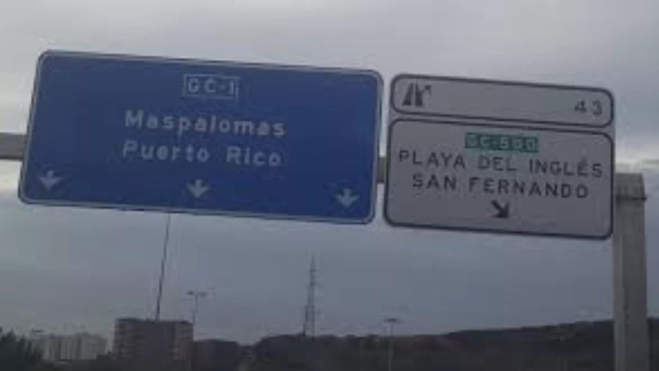 GC-1
Maspalomas
Puerto Rico
43
GC-500
PLAYA DEL INGLÉS
SAN FERNANDO